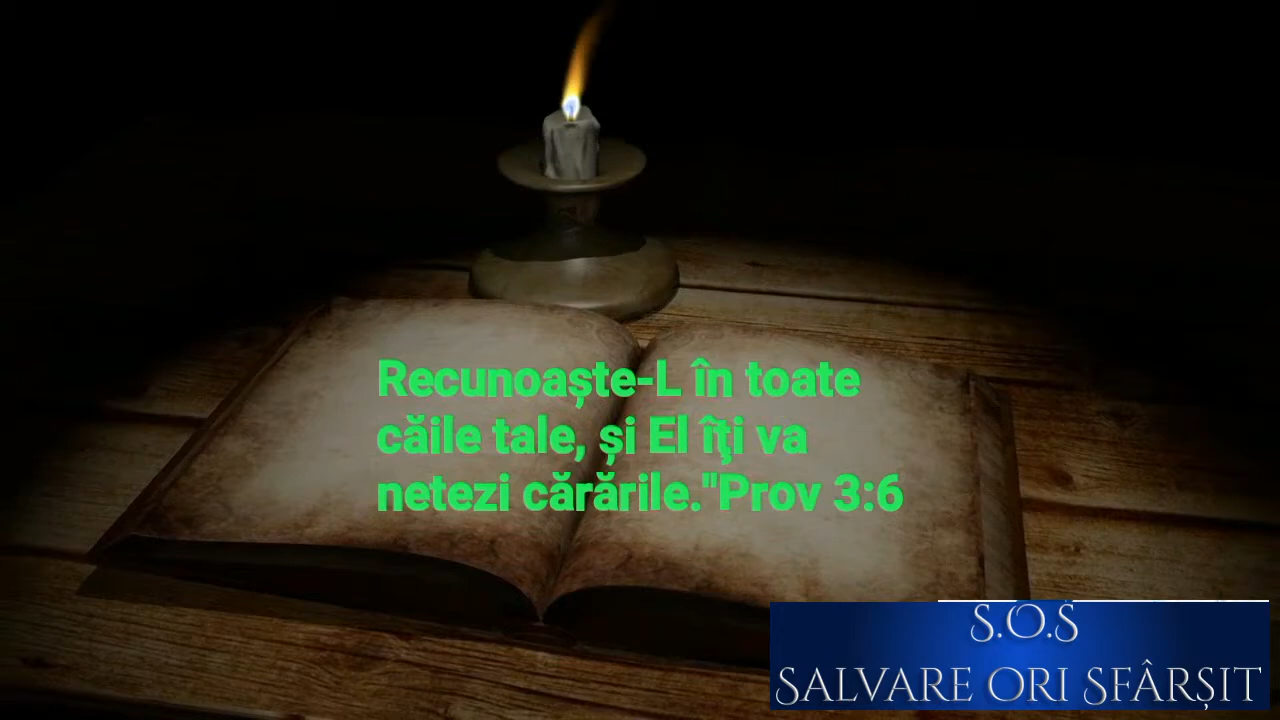 Recunoaște-L în toate
căile tale, și El îţi va
netezi cărările."Prov 3:6
S.O.S
SALVARE ORI SFÂRȘIT